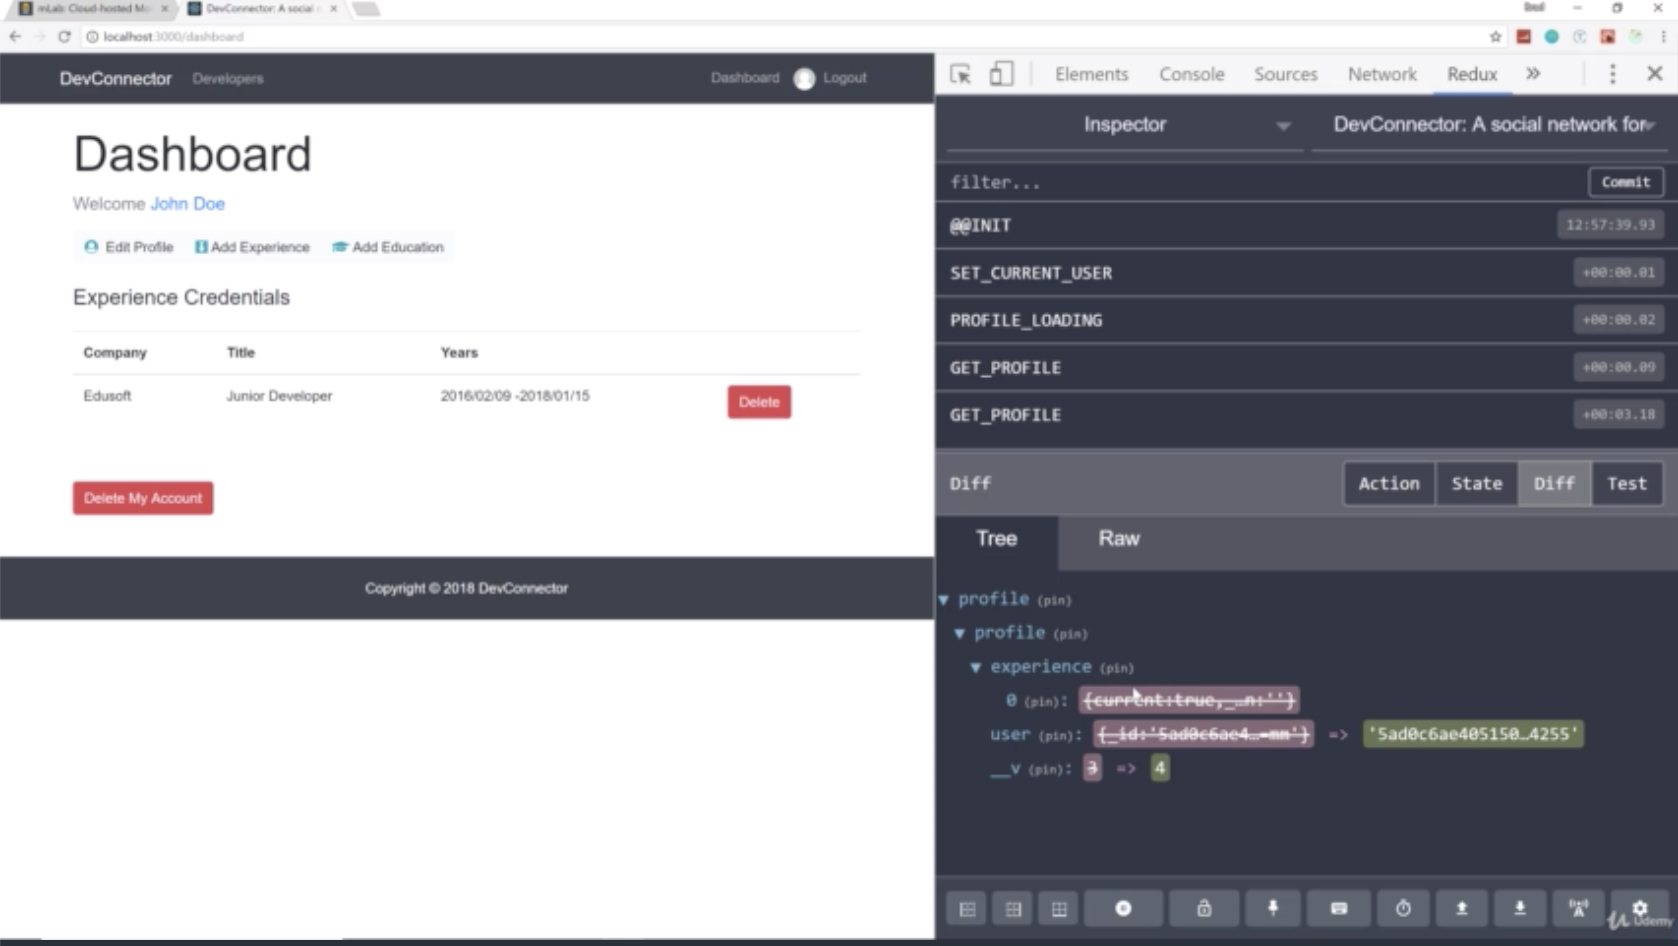 mLab: Cloud-hosted Mo
DevConnector: A social n
localhost:3000/dashboard
DevConnector Developers Dashboard Logout
Dashboard
Welcome John Doe
Edit Profile Add Experience Add Education
Experience Credentials
Company Title Years
Edusoft Junior Developer 2016/02/09 -2018/01/15 Delete
Delete My Account
Copyright © 2018 DevConnector
Elements Console Sources Network Redux »
Inspector DevConnector: A social network for
filter... Commit
@@INIT 12:57:39.93
SET_CURRENT_USER +00:00.01
PROFILE_LOADING +00:00.02
GET_PROFILE +00:00.09
GET_PROFILE +00:03.18
Diff Action State Diff Test
Tree Raw
profile (pin)
profile (pin)
experience (pin)
0 (pin): {current:true,_…n:''}
user (pin): {_id:'5ad0c6ae4…=mm'} => '5ad0c6ae405150…4255'
__v (pin): 3 => 4
Udemy